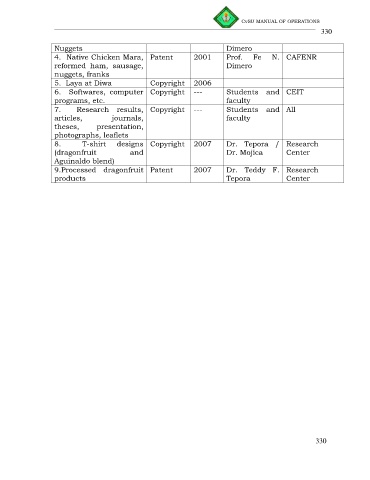 CvSU MANUAL OF OPERATIONS
330
Nuggets Dimero
4. Native Chicken Mara, Patent 2001 Prof. Fe N. CAFENR
reformed ham, sausage, Dimero
nuggets, franks
5. Laya at Diwa Copyright 2006
6. Softwares, computer Copyright --- Students and CEIT
programs, etc. faculty
7. Research results, Copyright --- Students and All
articles, journals, faculty
theses, presentation,
photographs, leaflets
8. T-shirt designs Copyright 2007 Dr. Tepora / Research
(dragonfruit and Dr. Mojica Center
Aguinaldo blend)
9.Processed dragonfruit Patent 2007 Dr. Teddy F. Research
products Tepora Center
330